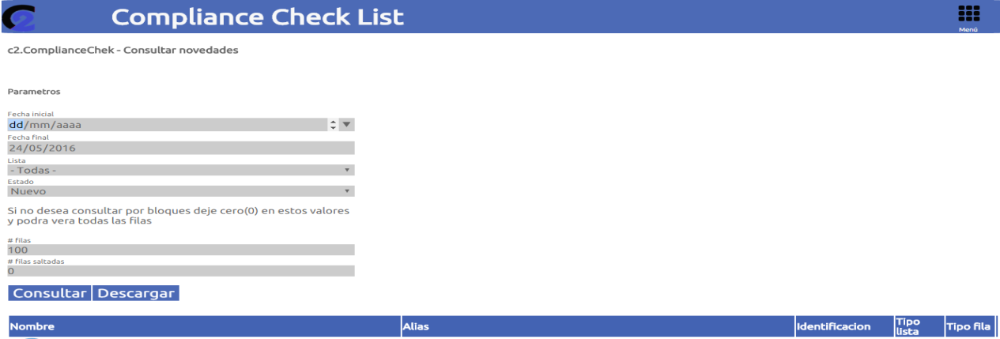 Compliance Check List
Menú
c2.ComplianceChek - Consultar novedades
Parametros
Fecha inicial
dd/mm/aaaa
Fecha final
24/05/2016
Lista
- Todas -
Estado
Nuevo
Si no desea consultar por bloques deje cero(0) en estos valores
y podra vera todas las filas
# filas
100
# filas saltadas
0
Consultar Descargar
Nombre Alias Identificacion Tipo lista Tipo fila